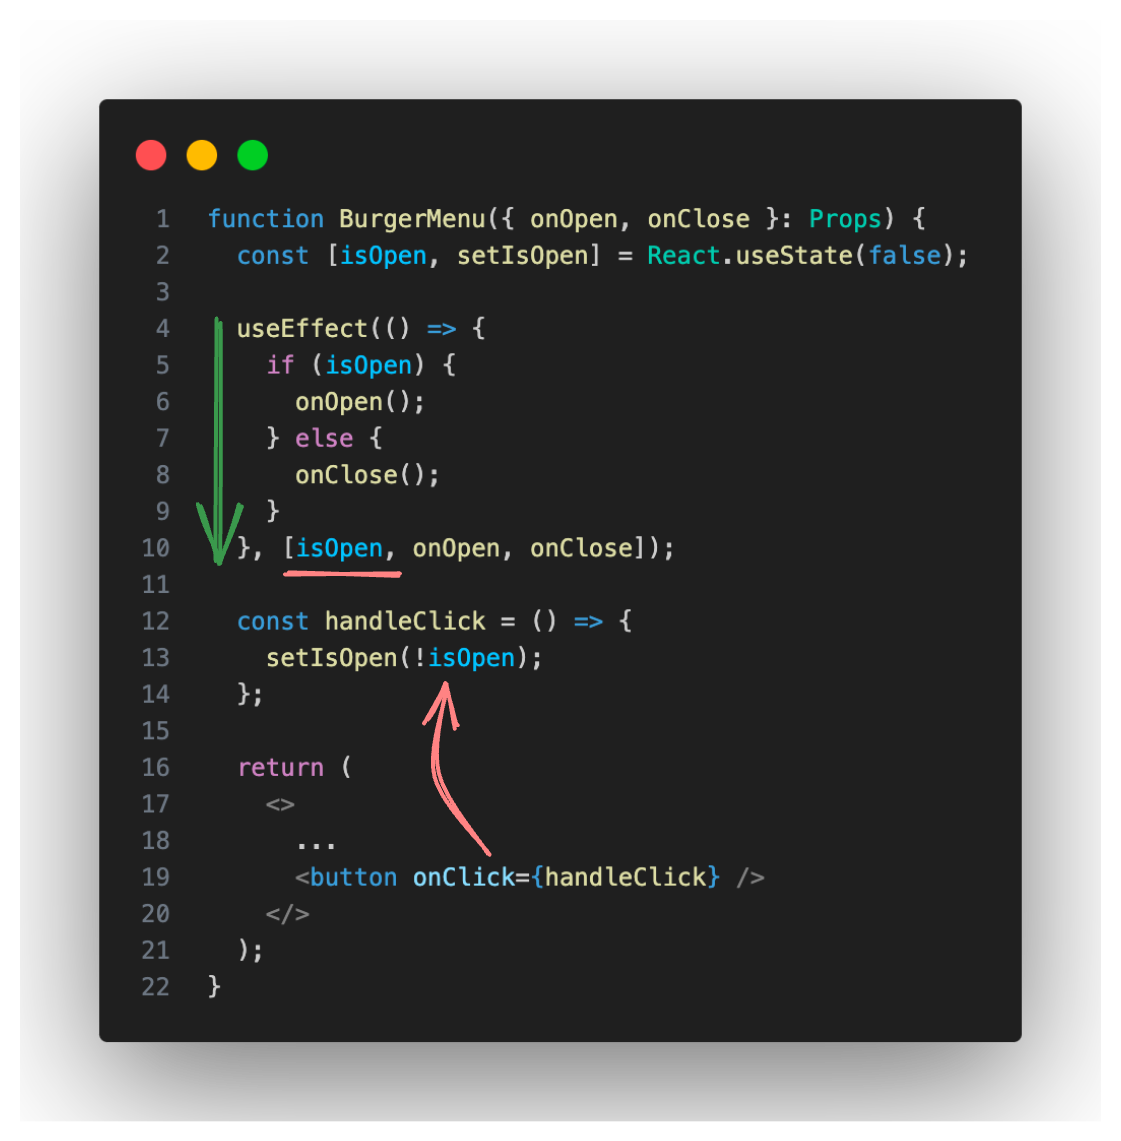 1 function BurgerMenu({ onOpen, onClose }: Props) {
2   const [isOpen, setIsOpen] = React.useState(false);
3
4   useEffect(() => {
5     if (isOpen) {
6       onOpen();
7     } else {
8       onClose();
9     }
10   }, [isOpen, onOpen, onClose]);
11
12   const handleClick = () => {
13     setIsOpen(!isOpen);
14   };
15
16   return (
17     <>
18       ...
19       <button onClick={handleClick} />
20     </>
21   );
22 }